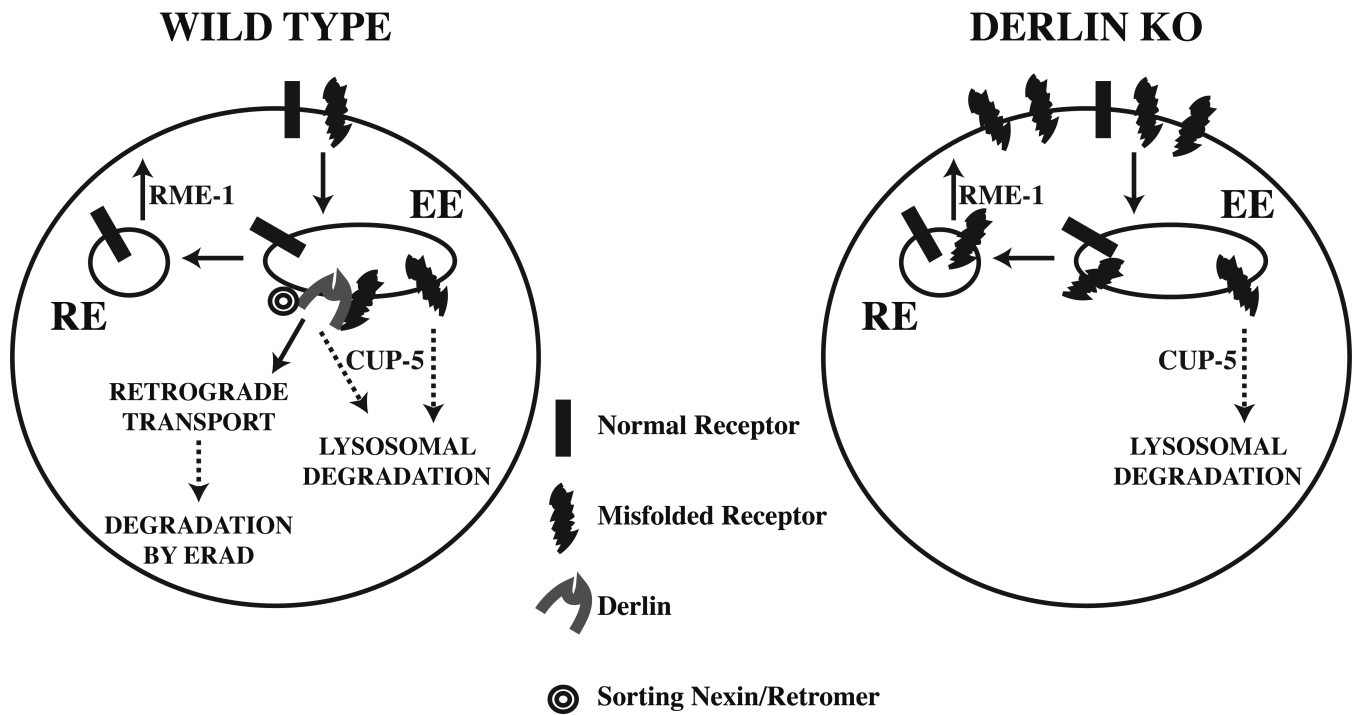 WILD TYPE
RME-1
EE
RE
CUP-5
RETROGRADE
TRANSPORT
LYSOSOMAL
DEGRADATION
DEGRADATION
BY ERAD
Normal Receptor
Misfolded Receptor
Derlin
Sorting Nexin/Retromer
DERLIN KO
RME-1
EE
RE
CUP-5
LYSOSOMAL
DEGRADATION